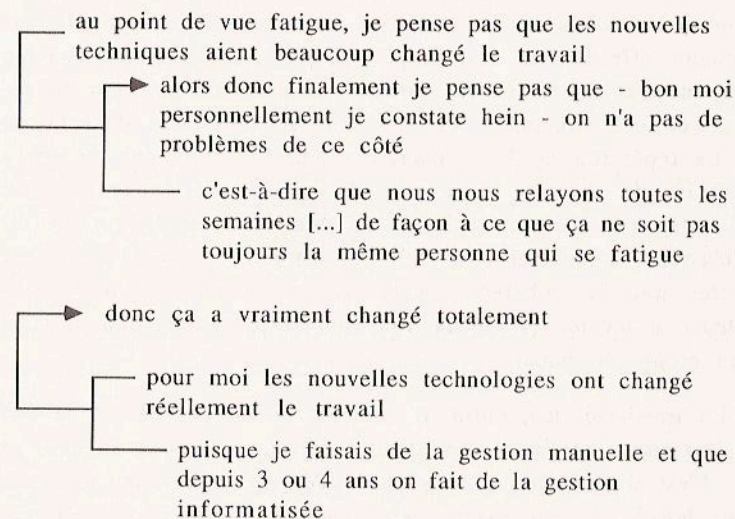 au point de vue fatigue, je pense pas que les nouvelles
techniques aient beaucoup changé le travail
alors donc finalement je pense pas que - bon moi
personnellement je constate hein - on n'a pas de
problèmes de ce côté
c'est-à-dire que nous nous relayons toutes les
semaines [...] de façon à ce que ça ne soit pas
toujours la même personne qui se fatigue
donc ça a vraiment changé totalement
pour moi les nouvelles technologies ont changé
réellement le travail
puisque je faisais de la gestion manuelle et que
depuis 3 ou 4 ans on fait de la gestion
informatisée